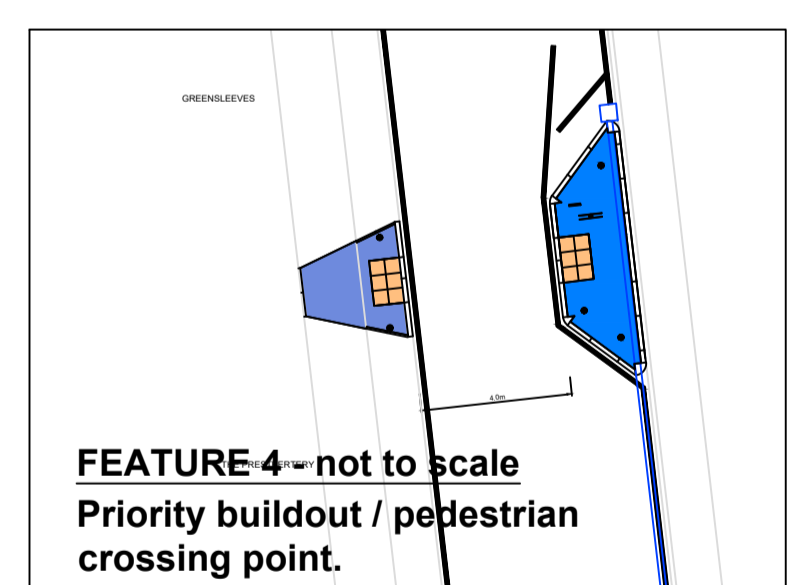 GREENSLEEVES
4.0m
FEATURE 4 - not to scale
Priority buildout / pedestrian
crossing point.